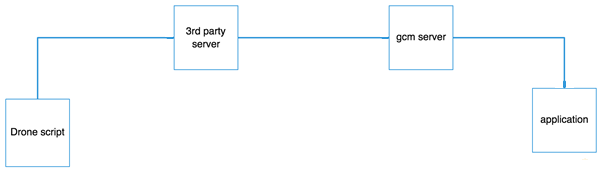 3rd party
server
gcm server
Drone script
application